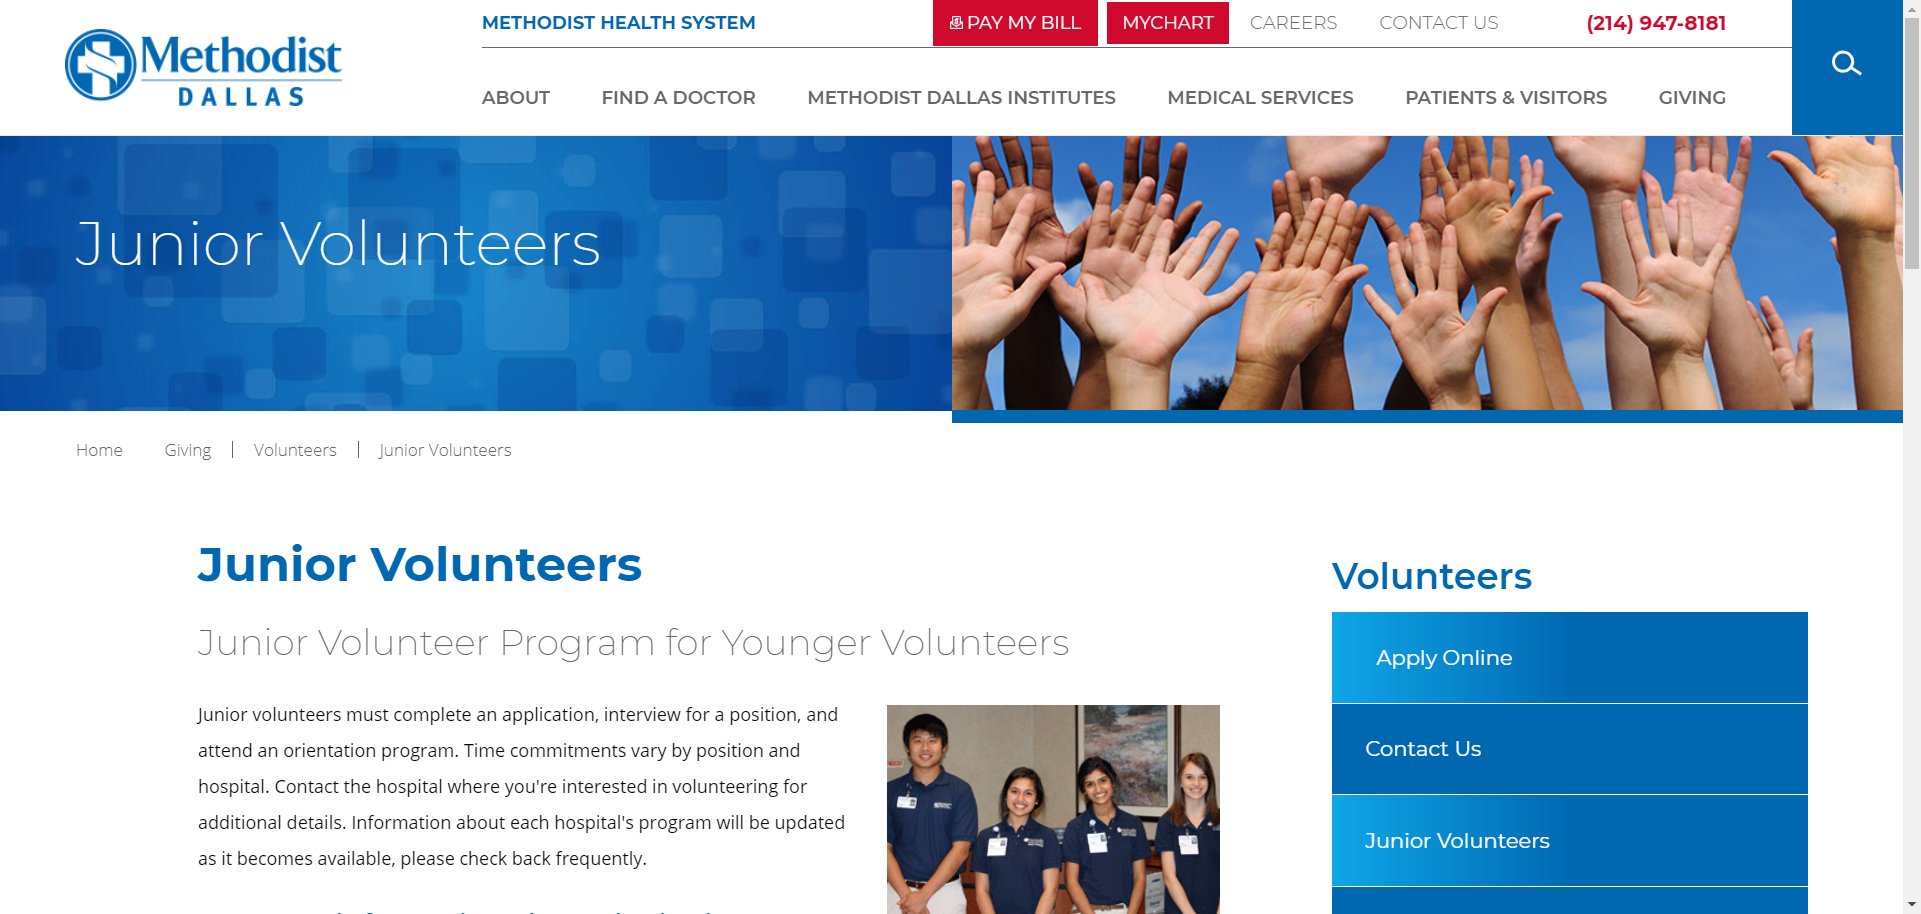 METHODIST HEALTH SYSTEM
PAY MY BILL
MYCHART
CAREERS
CONTACT US
(214) 947-8181
Methodist
DALLAS
ABOUT
FIND A DOCTOR
METHODIST DALLAS INSTITUTES
MEDICAL SERVICES
PATIENTS & VISITORS
GIVING
Junior Volunteers
Home
Giving
Volunteers
Junior Volunteers
Junior Volunteers
Junior Volunteer Program for Younger Volunteers
Junior volunteers must complete an application, interview for a position, and
attend an orientation program. Time commitments vary by position and
hospital. Contact the hospital where you're interested in volunteering for
additional details. Information about each hospital's program will be updated
as it becomes available, please check back frequently.
Volunteers
Apply Online
Contact Us
Junior Volunteers